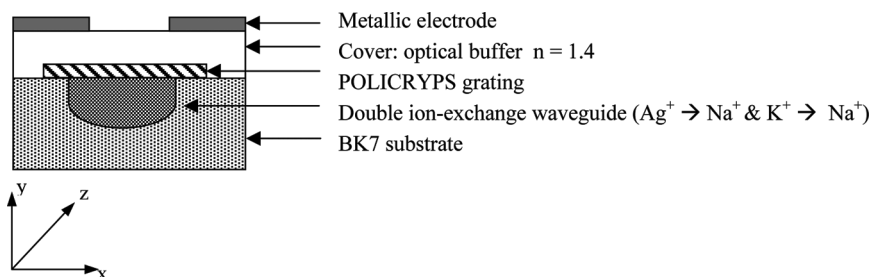 Metallic electrode
Cover: optical buffer n = 1.4
POLICRYPS grating
Double ion-exchange waveguide (Ag⁺ → Na⁺ & K⁺ → Na⁺)
BK7 substrate
y
z
x